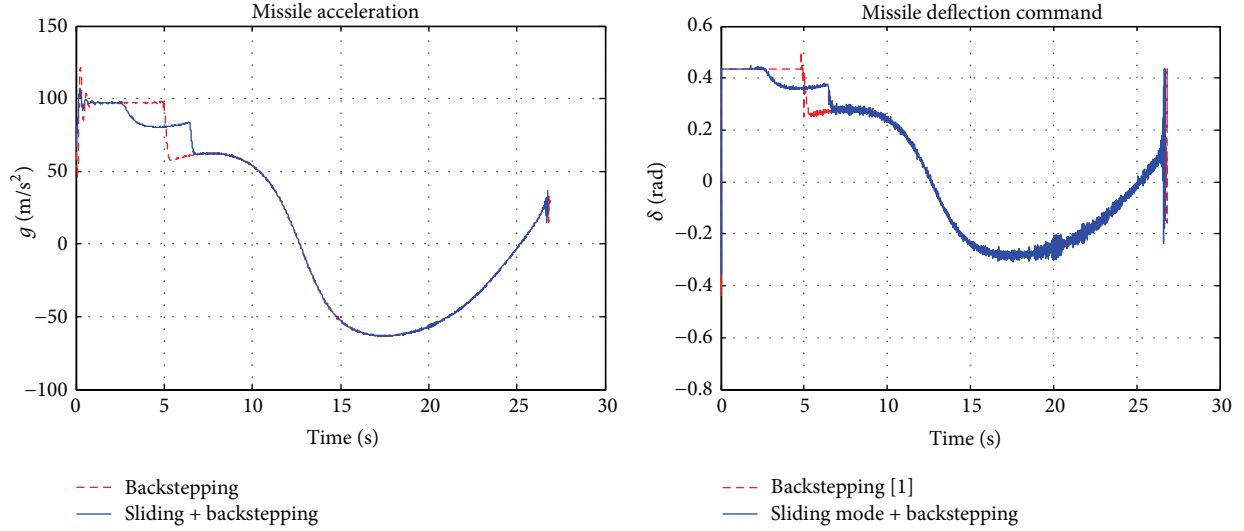 Missile acceleration
150
100
50
0
−50
−100
g (m/s²)
0 5 10 15 20 25 30
Time (s)
Backstepping
Sliding + backstepping
Missile deflection command
0.6
0.4
0.2
0
−0.2
−0.4
−0.6
−0.8
δ (rad)
0 5 10 15 20 25 30
Time (s)
Backstepping [1]
Sliding mode + backstepping